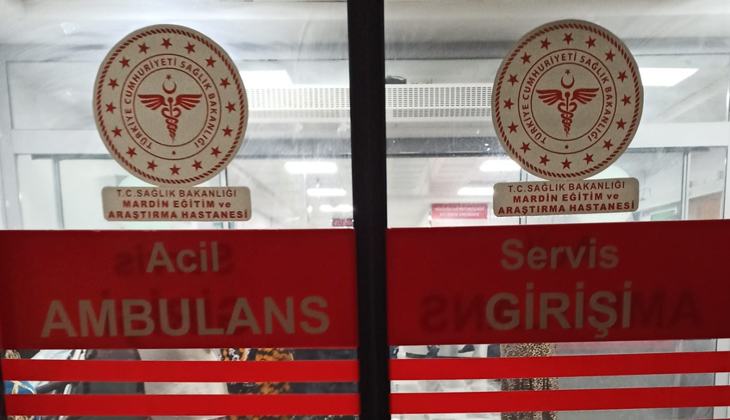 TÜRKİYE CUMHURİYETİ SAĞLIK BAKANLIĞI
T.C. SAĞLIK BAKANLIĞI
MARDİN EĞİTİM ve
ARAŞTIRMA HASTANESİ
Acil
AMBULANS
TÜRKİYE CUMHURİYETİ SAĞLIK BAKANLIĞI
T.C. SAĞLIK BAKANLIĞI
MARDİN EĞİTİM ve
ARAŞTIRMA HASTANESİ
Servis
GİRİŞİ